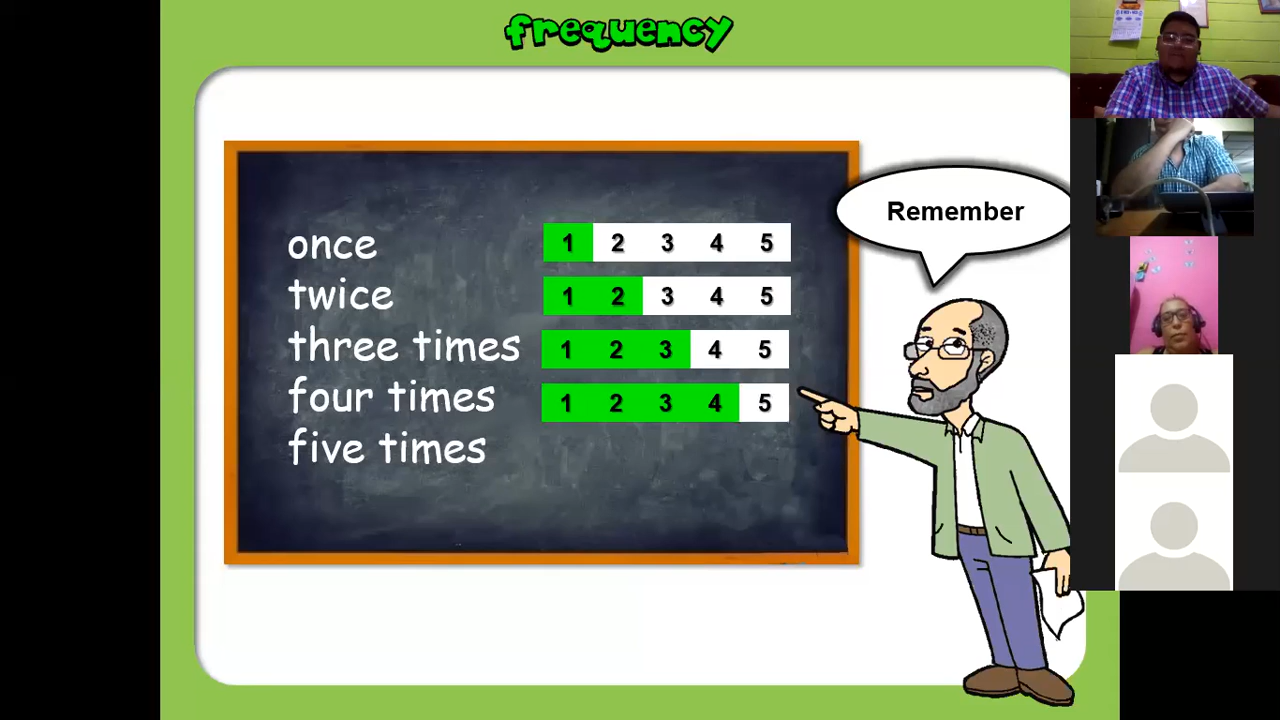 frequency
Remember
once 1 2 3 4 5
twice 1 2 3 4 5
three times 1 2 3 4 5
four times 1 2 3 4 5
five times